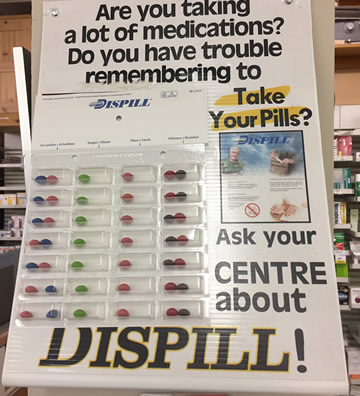 Are you taking
a lot of medications?
Do you have trouble
remembering to
Take
Your Pills?
DISPILL
DISPILL
Ask your
CENTRE
about
DISPILL!